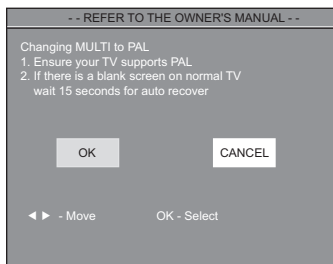 - - REFER TO THE OWNER'S MANUAL - -
Changing MULTI to PAL
1. Ensure your TV supports PAL
2. If there is a blank screen on normal TV
wait 15 seconds for auto recover
OK CANCEL
◄ ► - Move OK - Select